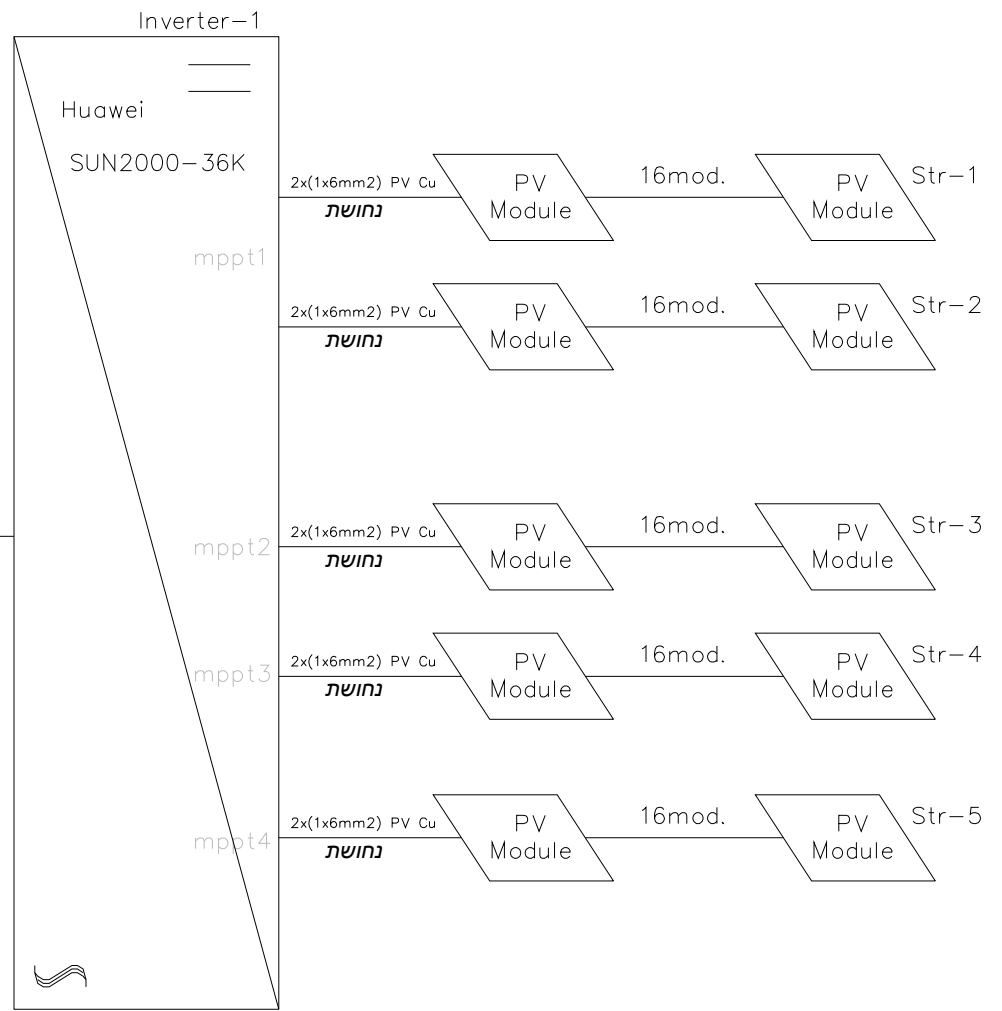 Inverter-1
Huawei
SUN2000-36K
2x(1x6mm2) PV Cu
נחושת
PV
Module
16mod.
PV
Module
Str-1
mppt1
2x(1x6mm2) PV Cu
נחושת
PV
Module
16mod.
PV
Module
Str-2
mppt2
2x(1x6mm2) PV Cu
נחושת
PV
Module
16mod.
PV
Module
Str-3
mppt3
2x(1x6mm2) PV Cu
נחושת
PV
Module
16mod.
PV
Module
Str-4
mppt4
2x(1x6mm2) PV Cu
נחושת
PV
Module
16mod.
PV
Module
Str-5